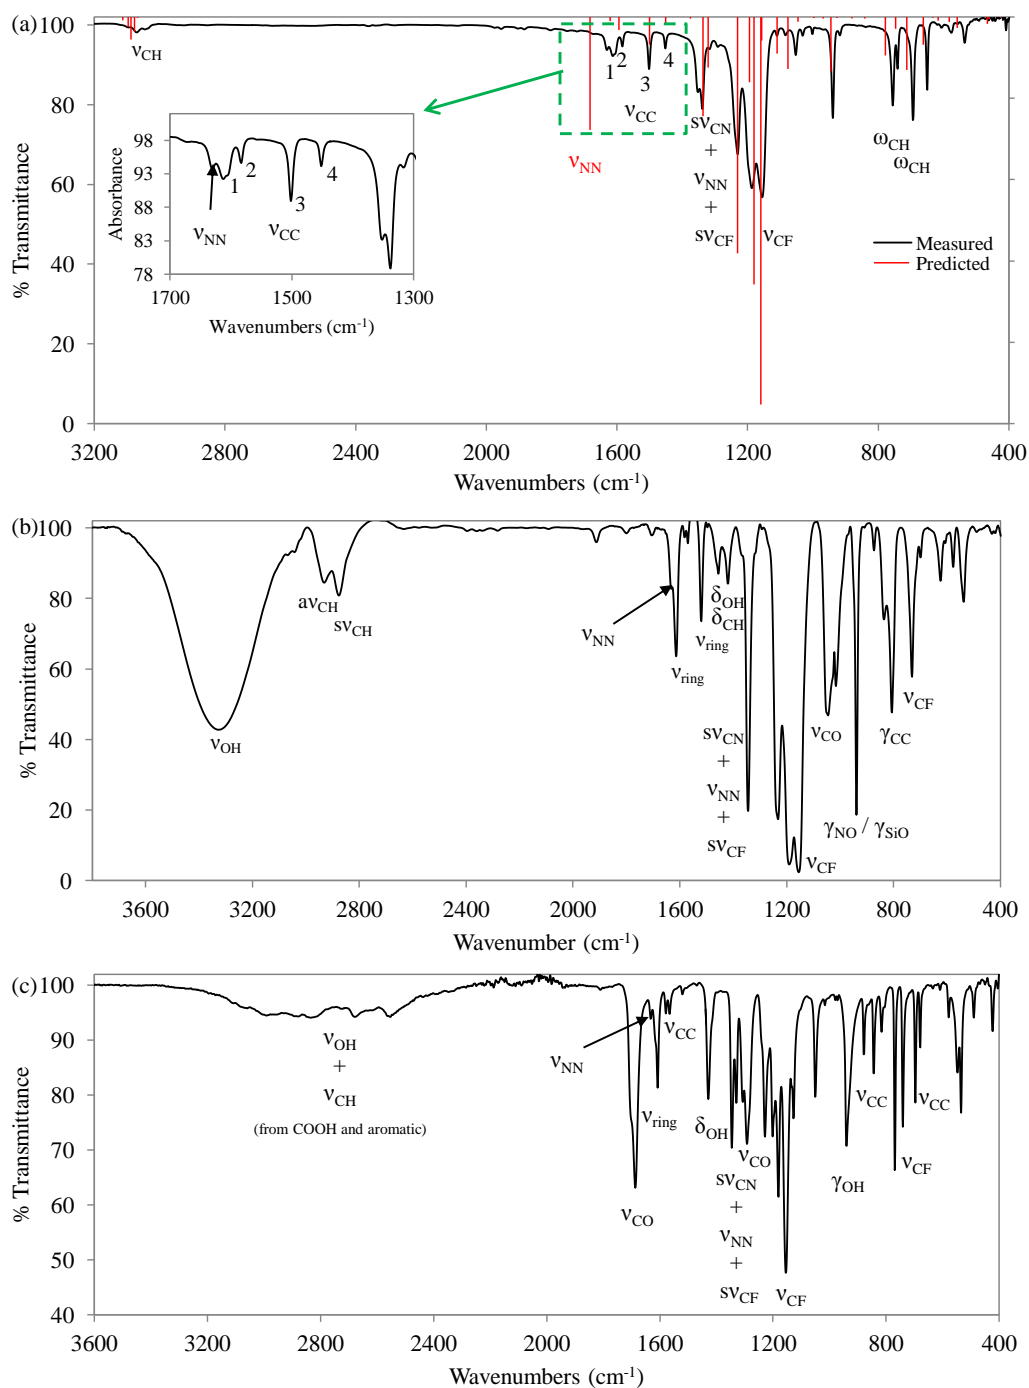 (a)
100
80
60
40
20
0
% Transmittance
νCH
1
2
3
4
νCC
νNN
sνCN
+
νNN
+
sνCF
νCF
ωCH
ωCH
Measured
Predicted
98
93
88
83
78
Absorbance
1
2
3
4
νNN
νCC
1700 1500 1300
Wavenumbers (cm-1)
3200 2800 2400 2000 1600 1200 800 400
Wavenumbers (cm-1)
(b)
100
80
60
40
20
0
% Transmittance
νOH
aνCH
sνCH
νNN
νring
νring
δOH
δCH
sνCN
+
νNN
+
sνCF
νCF
νCO
γNO / γSiO
γCC
νCF
3600 3200 2800 2400 2000 1600 1200 800 400
Wavenumber (cm-1)
(c)
100
90
80
70
60
50
40
% Transmittance
νOH
+
νCH
(from COOH and aromatic)
νNN
νCO
νring
νCC
δOH
νCO
sνCN
+
νNN
+
sνCF
νCF
γOH
νCC
νCF
νCC
3600 3200 2800 2400 2000 1600 1200 800 400
Wavenumbers (cm-1)